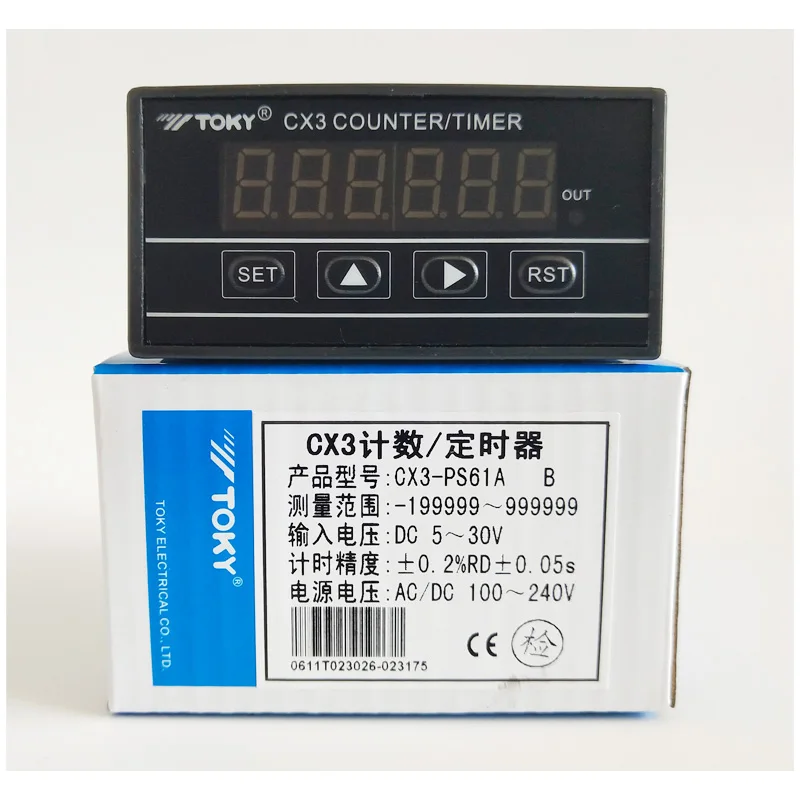 TOKY® CX3 COUNTER/TIMER
OUT
SET
RST
TOKY®
TOKY ELECTRICAL CO., LTD.
CX3计数/定时器
产品型号:CX3-PS61A B
测量范围:-199999～999999
输入电压:DC 5～30V
计时精度:±0.2%RD±0.05s
电源电压:AC/DC 100～240V
0611T023026-023175
CE
检